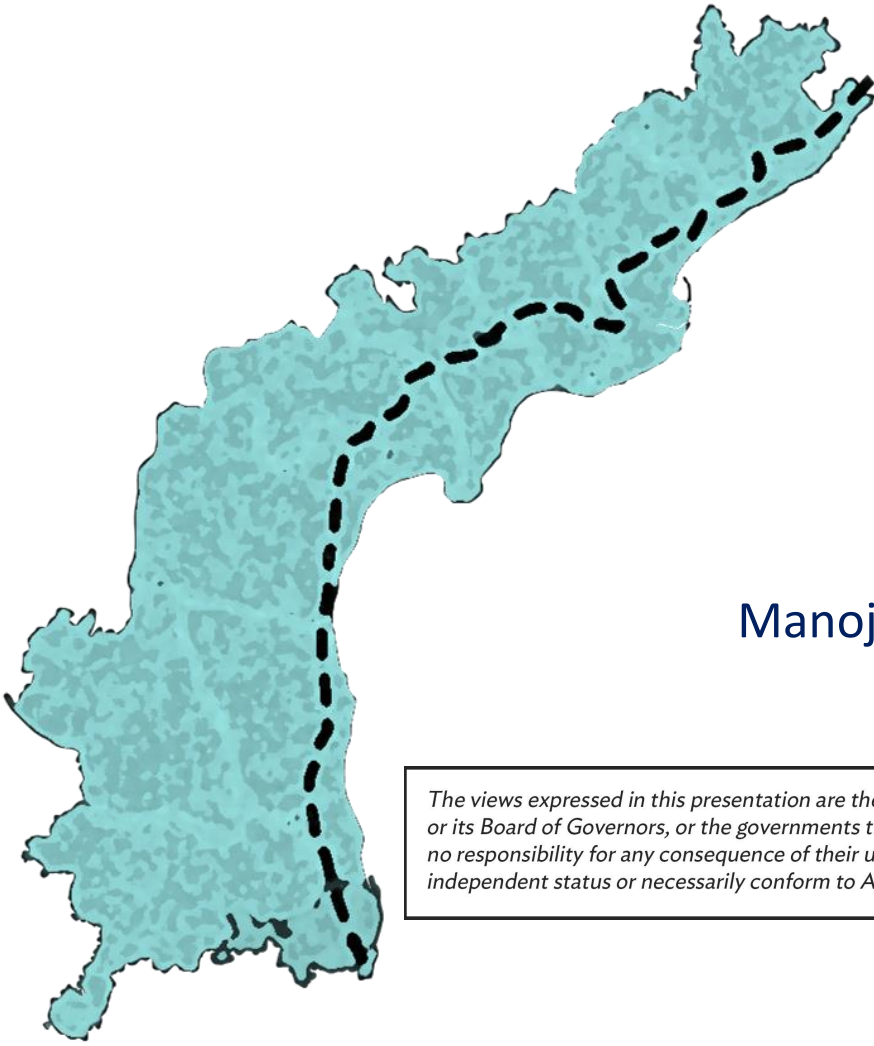 Manoj
The views expressed in this presentation are the
or its Board of Governors, or the governments t
no responsibility for any consequence of their u
independent status or necessarily conform to A